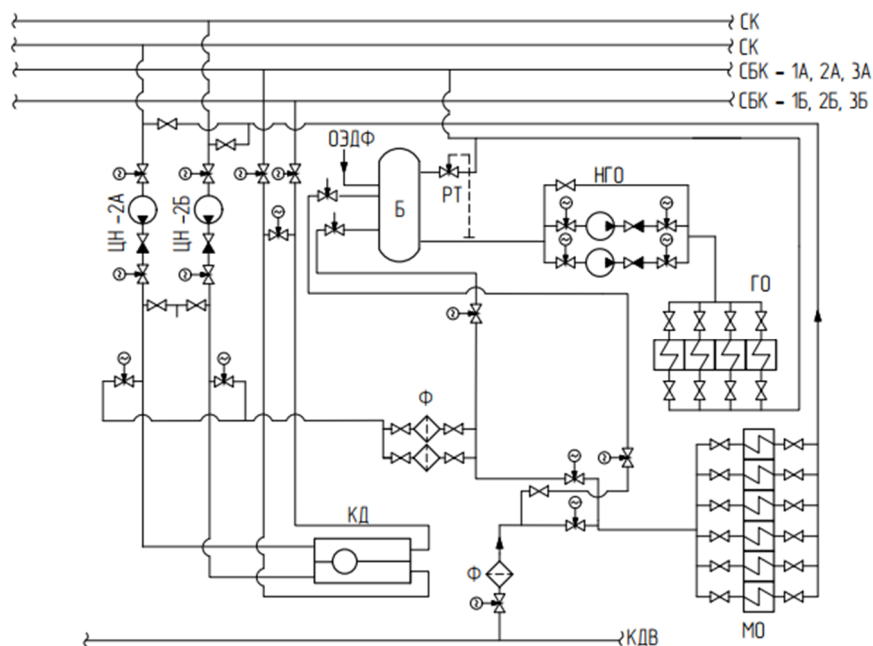 СК
СК
СБК – 1А, 2А, 3А
СБК – 1Б, 2Б, 3Б
ОЭДФ
НГО
Б
РТ
ЦН -2А
ЦН -2Б
ГО
Ф
КД
Ф
МО
КДВ